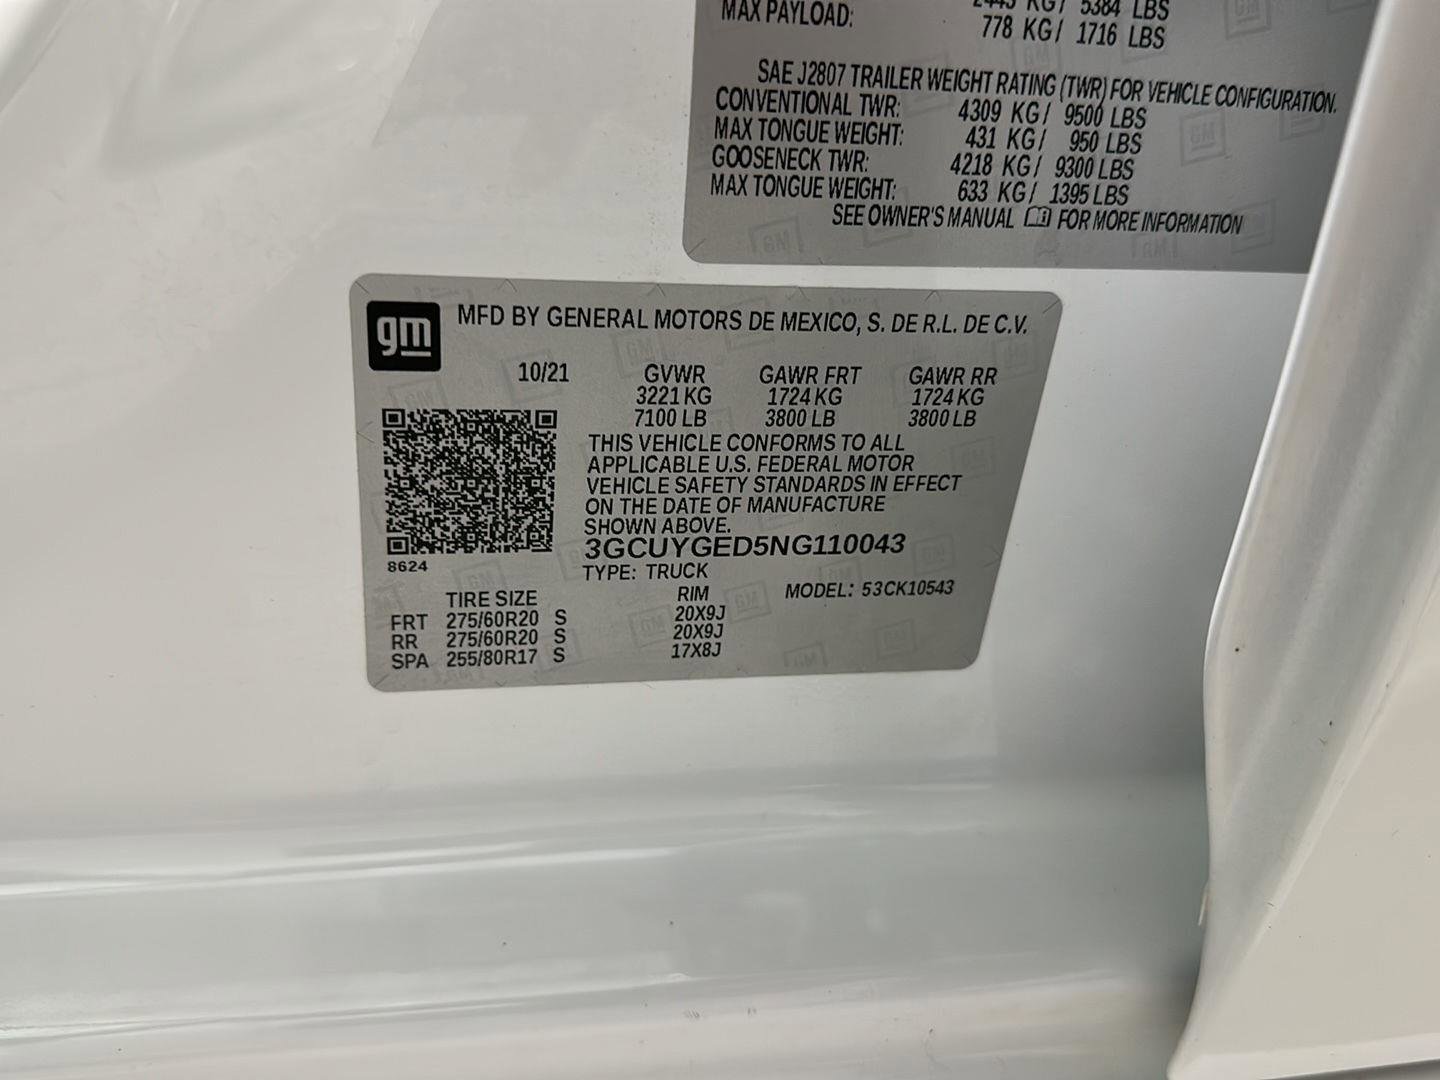 2443 KG/ 5384 LBS
MAX PAYLOAD: 778 KG/ 1716 LBS
SAE J2807 TRAILER WEIGHT RATING (TWR) FOR VEHICLE CONFIGURATION.
CONVENTIONAL TWR: 4309 KG/ 9500 LBS
MAX TONGUE WEIGHT: 431 KG/ 950 LBS
GOOSENECK TWR: 4218 KG/ 9300 LBS
MAX TONGUE WEIGHT: 633 KG/ 1395 LBS
SEE OWNER'S MANUAL FOR MORE INFORMATION
gm MFD BY GENERAL MOTORS DE MEXICO, S. DE R.L. DE C.V.
10/21 GVWR GAWR FRT GAWR RR
3221 KG 1724 KG 1724 KG
7100 LB 3800 LB 3800 LB
THIS VEHICLE CONFORMS TO ALL
APPLICABLE U.S. FEDERAL MOTOR
VEHICLE SAFETY STANDARDS IN EFFECT
ON THE DATE OF MANUFACTURE
SHOWN ABOVE.
3GCUYGED5NG110043
8624
TYPE: TRUCK
MODEL: 53CK10543
TIRE SIZE RIM
FRT 275/60R20 S 20X9J
RR 275/60R20 S 20X9J
SPA 255/80R17 S 17X8J